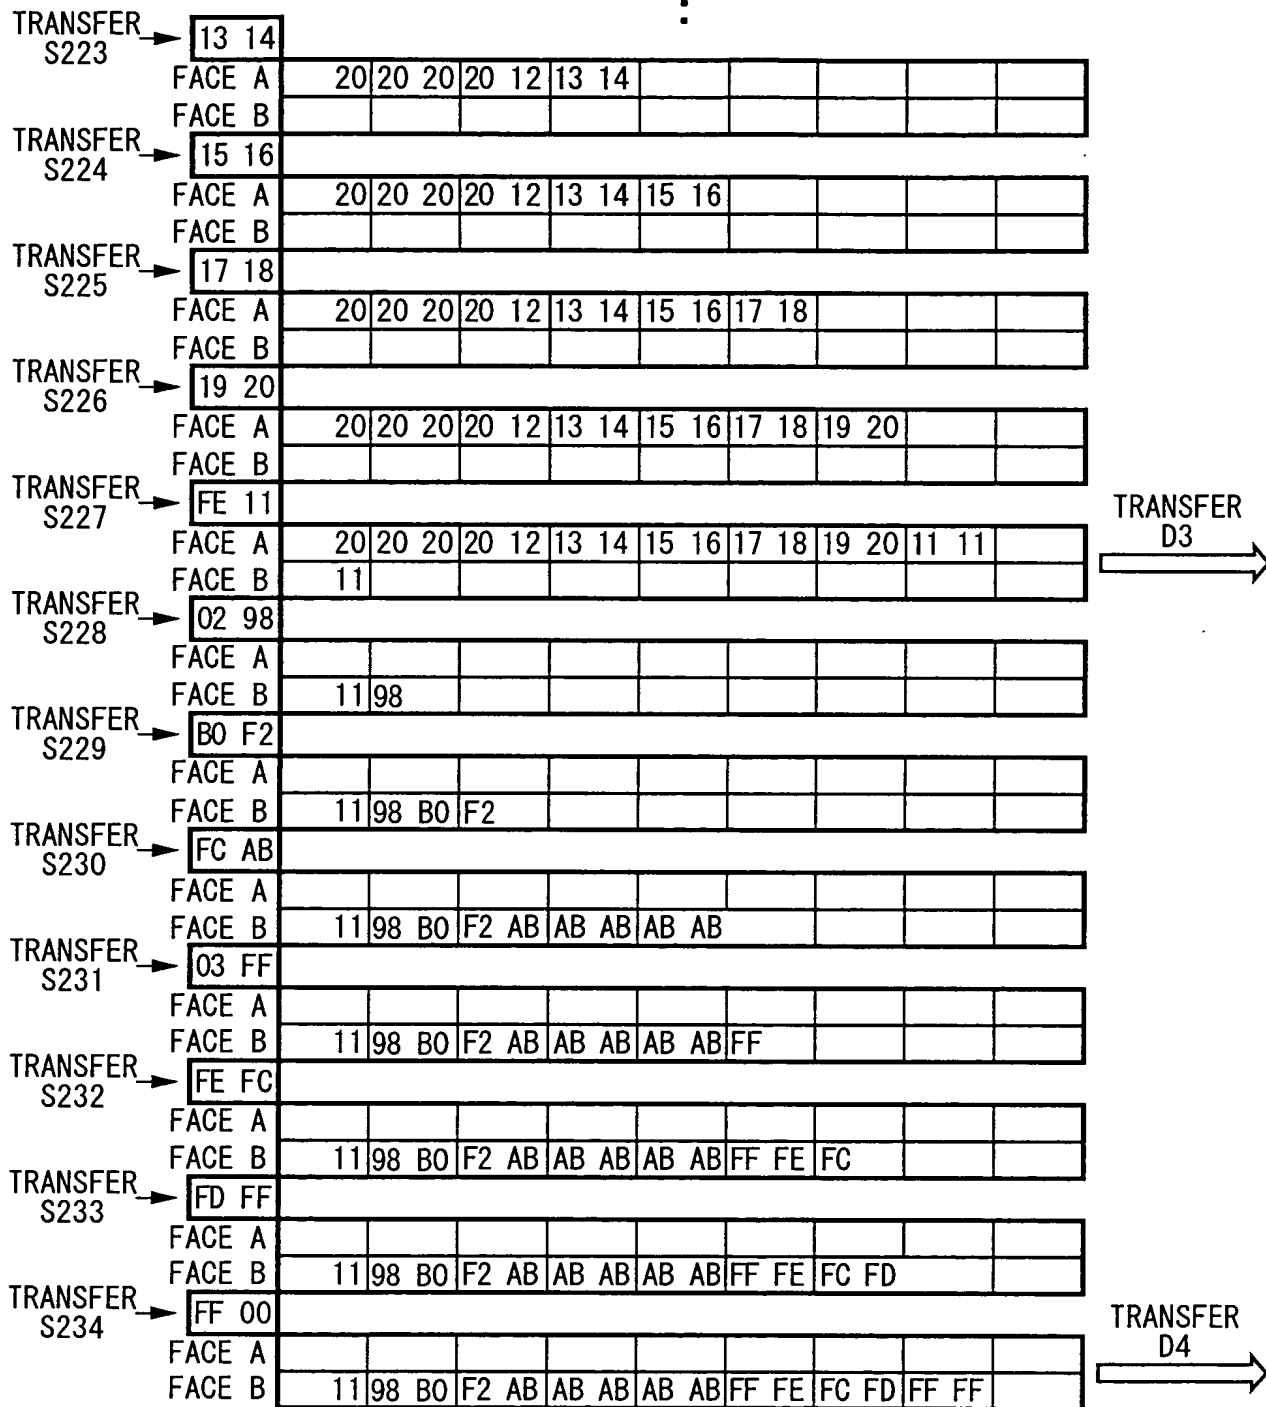 TRANSFER S223 13 14
FACE A 20 20 20 20 12 13 14
FACE B
TRANSFER S224 15 16
FACE A 20 20 20 20 12 13 14 15 16
FACE B
TRANSFER S225 17 18
FACE A 20 20 20 20 12 13 14 15 16 17 18
FACE B
TRANSFER S226 19 20
FACE A 20 20 20 20 12 13 14 15 16 17 18 19 20
FACE B
TRANSFER S227 FE 11
FACE A 20 20 20 20 12 13 14 15 16 17 18 19 20 11 11
FACE B 11
TRANSFER D3
TRANSFER S228 02 98
FACE A
FACE B 11 98
TRANSFER S229 B0 F2
FACE A
FACE B 11 98 B0 F2
TRANSFER S230 FC AB
FACE A
FACE B 11 98 B0 F2 AB AB AB AB AB
TRANSFER S231 03 FF
FACE A
FACE B 11 98 B0 F2 AB AB AB AB AB FF
TRANSFER S232 FE FC
FACE A
FACE B 11 98 B0 F2 AB AB AB AB AB FF FE FC
TRANSFER S233 FD FF
FACE A
FACE B 11 98 B0 F2 AB AB AB AB AB FF FE FC FD
TRANSFER S234 FF 00
FACE A
FACE B 11 98 B0 F2 AB AB AB AB AB FF FE FC FD FF FF
TRANSFER D4